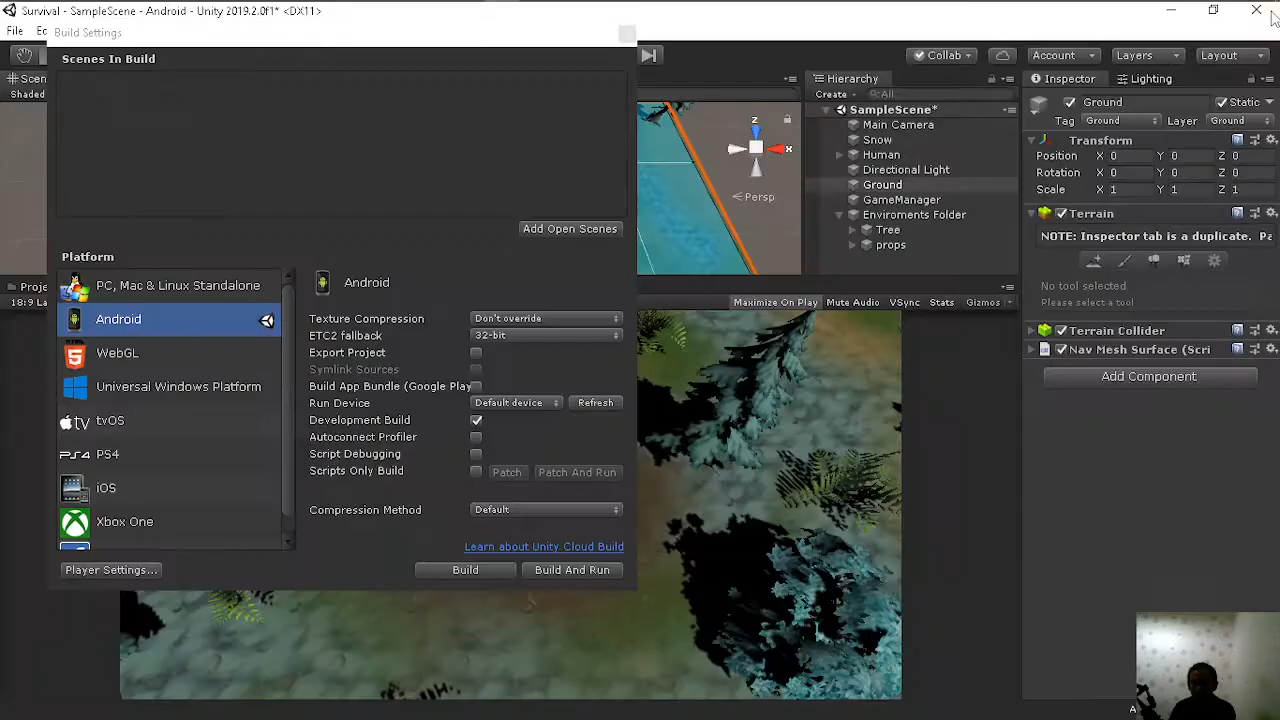 Survival - SampleScene - Android - Unity 2019.2.0f1* <DX11>
File
Build Settings
Scenes In Build
Add Open Scenes
Platform
PC, Mac & Linux Standalone
Android
WebGL
Universal Windows Platform
tvOS
PS4
iOS
Xbox One
Player Settings...
Android
Texture Compression Don't override
ETC2 fallback 32-bit
Export Project
Symlink Sources
Build App Bundle (Google Play
Run Device Default device Refresh
Development Build
Autoconnect Profiler
Script Debugging
Scripts Only Build Patch Patch And Run
Compression Method Default
Learn about Unity Cloud Build
Build Build And Run
Shaded
z
x
Persp
Maximize On Play Mute Audio VSync Stats Gizmos
Collab Account Layers Layout
Hierarchy
Create All
SampleScene*
Main Camera
Snow
Human
Directional Light
Ground
GameManager
Enviroments Folder
Tree
props
Inspector Lighting
Ground Static
Tag Ground Layer Ground
Transform
Position X 0 Y 0 Z 0
Rotation X 0 Y 0 Z 0
Scale X 1 Y 1 Z 1
Terrain
NOTE: Inspector tab is a duplicate.
No tool selected
Please select a tool
Terrain Collider
Nav Mesh Surface (Scri
Add Component